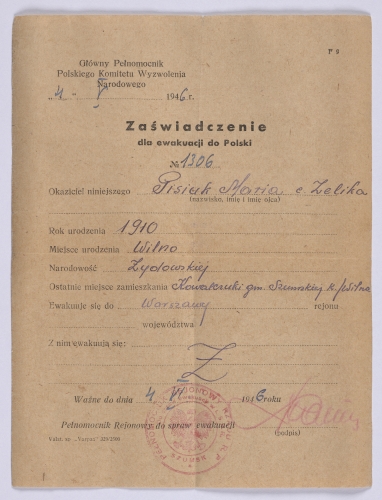 F 9
Główny Pełnomocnik
Polskiego Komitetu Wyzwolenia
Narodowego
„4" V 1946 r.
Zaświadczenie
dla ewakuacji do Polski
№ 1306
Okaziciel niniejszego Pisiuk Maria c. Zelika
(nazwisko, imię i imię ojca)
Rok urodzenia 1910
Miejsce urodzenia Wilno
Narodowość Żydowskiej
Ostatnie miejsce zamieszkania gm. k/Wilna
Ewakuuje się do Warszawy rejonu
województwa
Z nim ewakuują się: Z
Ważne do dnia 4 VI 1946 roku
Pełnomocnik Rejonowy do spraw ewakuacji
(podpis)